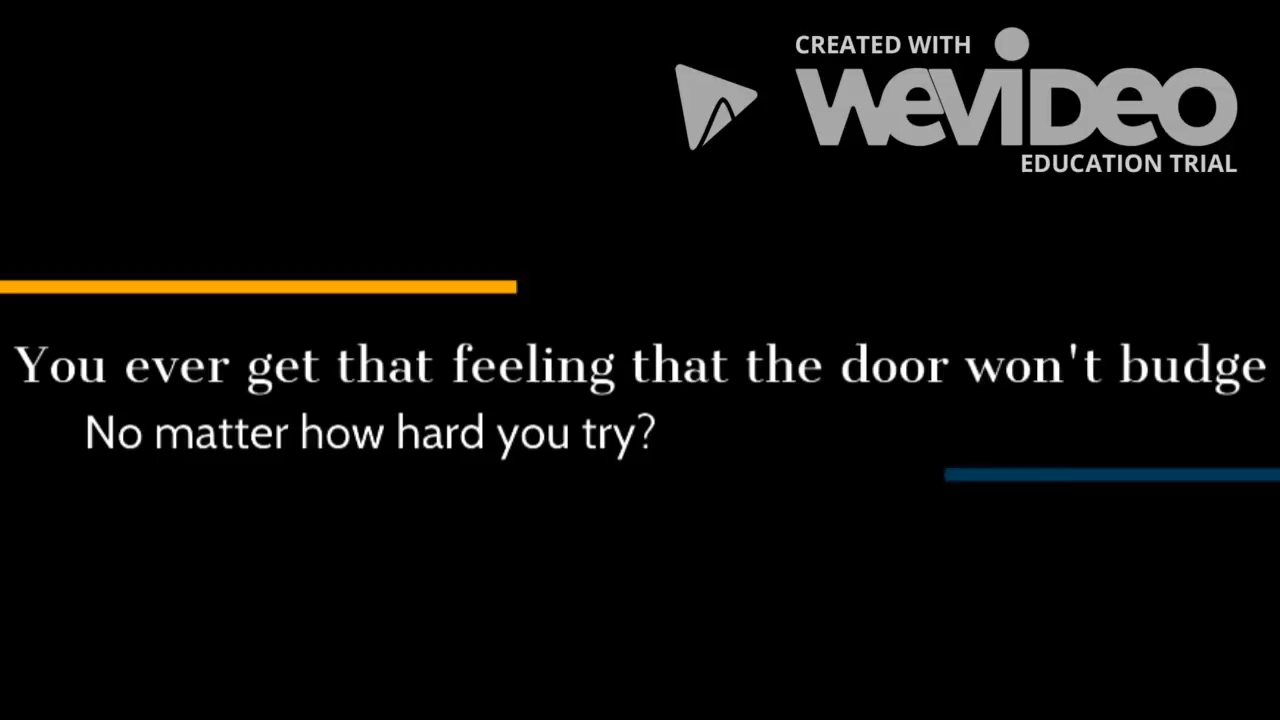 CREATED WITH
WEVIDEO
EDUCATION TRIAL
You ever get that feeling that the door won't budge
No matter how hard you try?